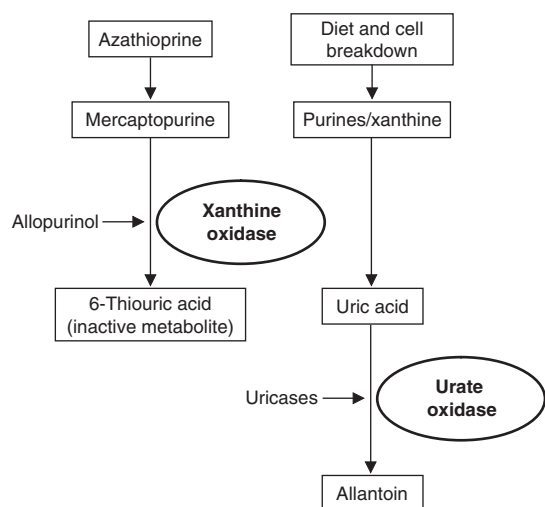 Azathioprine
Diet and cell
breakdown
Mercaptopurine
Purines/xanthine
Allopurinol
Xanthine
oxidase
6-Thiouric acid
(inactive metabolite)
Uric acid
Uricases
Urate
oxidase
Allantoin